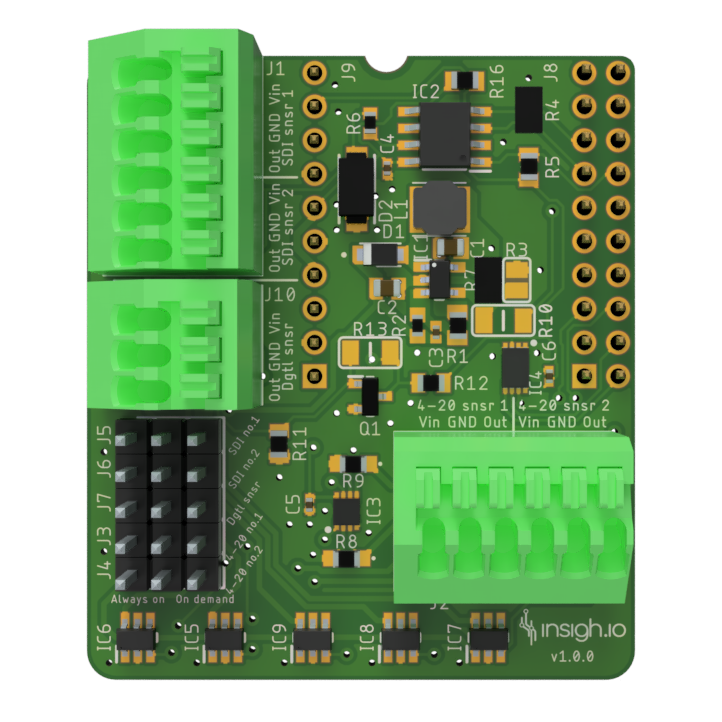 J1
Out GND Vin
SDI snsr 1
Out GND Vin
SDI snsr 2
J10
Out GND Vin
Dgtl snsr
J9
J8
R16
IC2
R4
R6
C4
R5
D2
L1
D1
IC1
C1
R3
R7
C2
R2
R10
R13
C3
R1
IC4
C6
R12
4-20 snsr 1
4-20 snsr 2
Vin GND Out
Vin GND Out
Q1
J5
J6
J7
J3
J4
SDI no.1
SDI no.2
Dgtl snsr
4-20 no.1
4-20 no.2
R11
R9
C5
IC3
R8
Always on
On demand
J2
IC6
IC5
IC9
IC8
IC7
insigh.io
v1.0.0